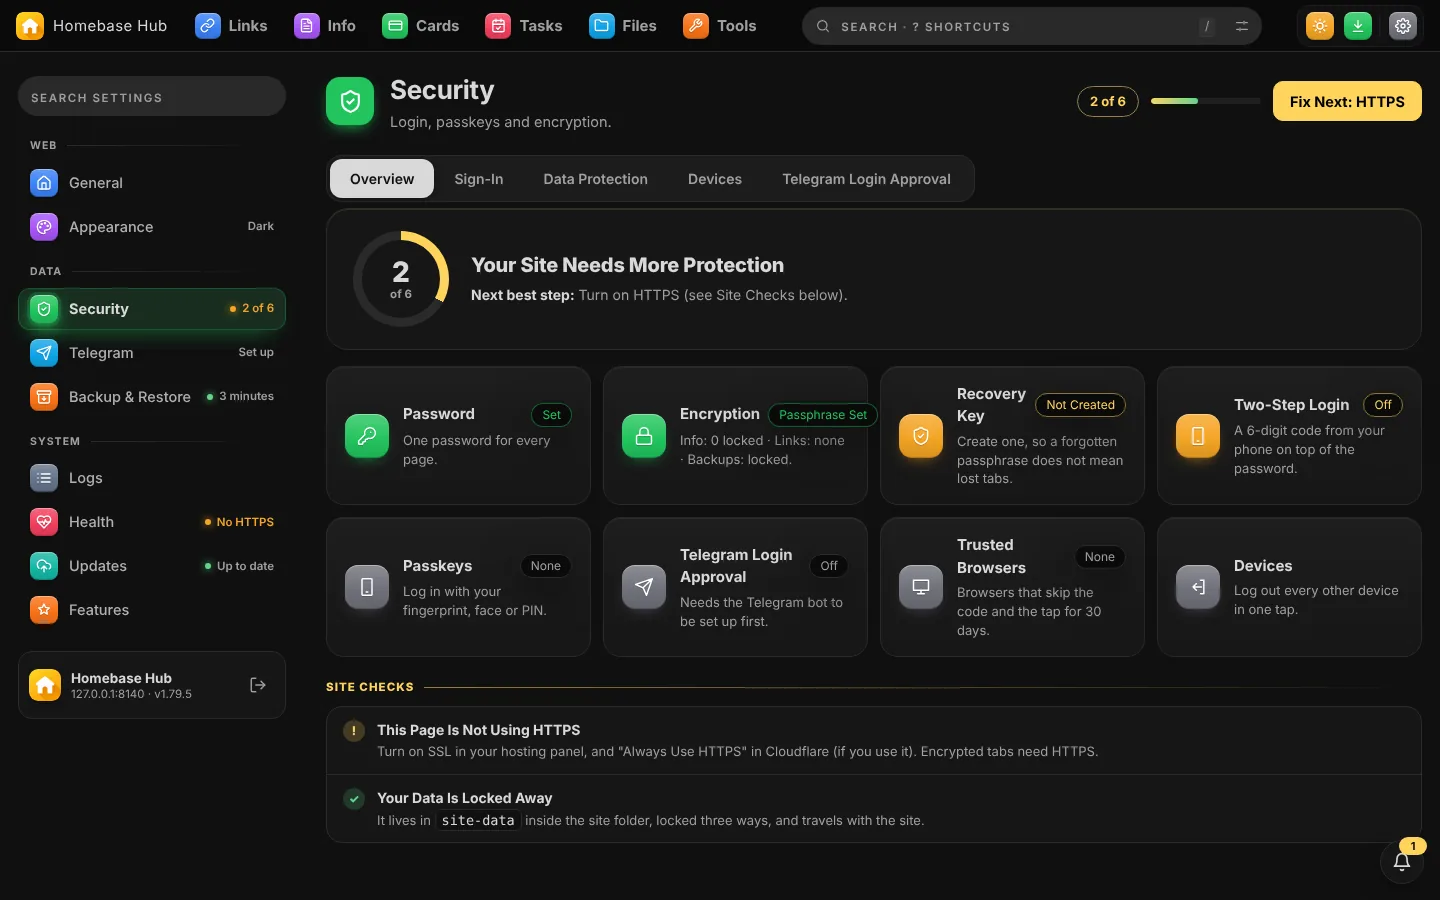 Homebase Hub
Links
Info
Cards
Tasks
Files
Tools
SEARCH · ? SHORTCUTS
/
SEARCH SETTINGS
WEB
General
Appearance
Dark
DATA
Security
2 of 6
Telegram
Set up
Backup & Restore
3 minutes
SYSTEM
Logs
Health
No HTTPS
Updates
Up to date
Features
Homebase Hub
127.0.0.1:8140 · v1.79.5
Security
Login, passkeys and encryption.
2 of 6
Fix Next: HTTPS
Overview
Sign-In
Data Protection
Devices
Telegram Login Approval
2
of 6
Your Site Needs More Protection
Next best step: Turn on HTTPS (see Site Checks below).
Password
Set
One password for every
page.
Encryption
Passphrase Set
Info: 0 locked · Links: none
· Backups: locked.
Recovery
Key
Not Created
Create one, so a forgotten
passphrase does not mean
lost tabs.
Two-Step Login
Off
A 6-digit code from your
phone on top of the
password.
Passkeys
None
Log in with your
fingerprint, face or PIN.
Telegram Login
Approval
Off
Needs the Telegram bot to
be set up first.
Trusted
Browsers
None
Browsers that skip the
code and the tap for 30
days.
Devices
Log out every other device
in one tap.
SITE CHECKS
This Page Is Not Using HTTPS
Turn on SSL in your hosting panel, and "Always Use HTTPS" in Cloudflare (if you use it). Encrypted tabs need HTTPS.
Your Data Is Locked Away
It lives in site-data inside the site folder, locked three ways, and travels with the site.
1